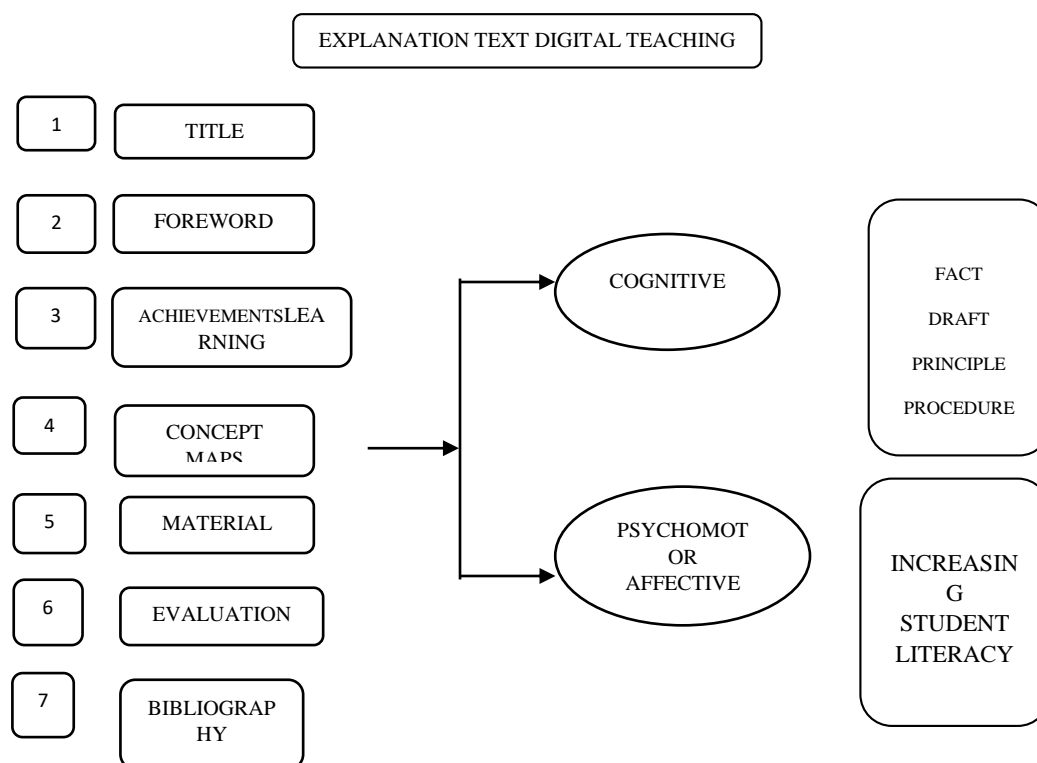 EXPLANATION TEXT DIGITAL TEACHING
1
TITLE
2
FOREWORD
3
ACHIEVEMENTSLEA
RNING
4
CONCEPT
MAPS
5
MATERIAL
6
EVALUATION
7
BIBLIOGRAP
HY
COGNITIVE
PSYCHOMOT
OR
AFFECTIVE
FACT
DRAFT
PRINCIPLE
PROCEDURE
INCREASIN
G
STUDENT
LITERACY